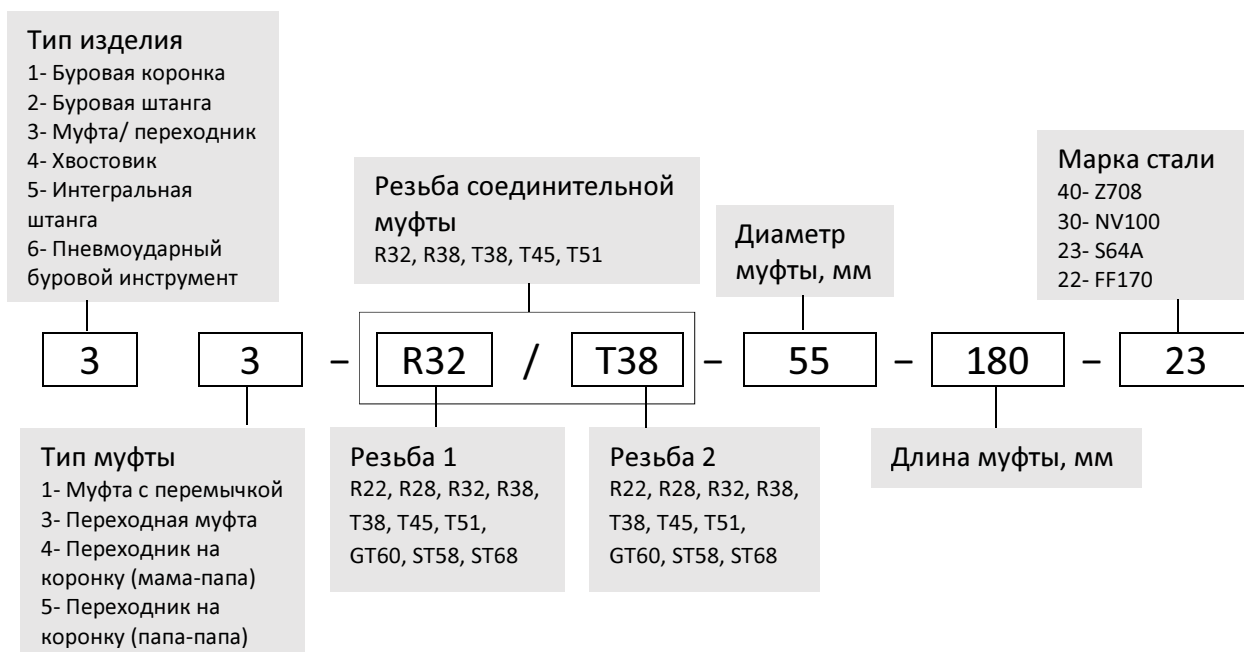 Тип изделия
1- Буровая коронка
2- Буровая штанга
3- Муфта/ переходник
4- Хвостовик
5- Интегральная
штанга
6- Пневмоударный
буровой инструмент
Резьба соединительной
муфты
R32, R38, T38, T45, T51
Диаметр
муфты, мм
Марка стали
40- Z708
30- NV100
23- S64A
22- FF170
3 3 – R32 / T38 – 55 – 180 – 23
Тип муфты
1- Муфта с перемычкой
3- Переходная муфта
4- Переходник на
коронку (мама-папа)
5- Переходник на
коронку (папа-папа)
Резьба 1
R22, R28, R32, R38,
T38, T45, T51,
GT60, ST58, ST68
Резьба 2
R22, R28, R32, R38,
T38, T45, T51,
GT60, ST58, ST68
Длина муфты, мм